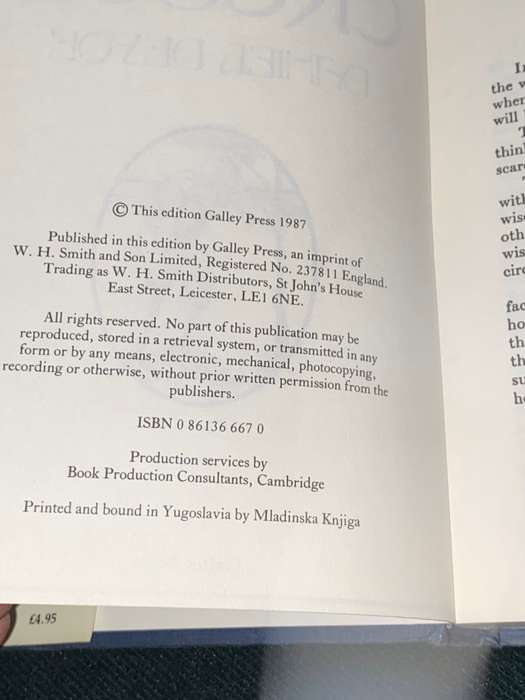 © This edition Galley Press 1987
Published in this edition by Galley Press, an imprint of
W. H. Smith and Son Limited, Registered No. 237811 England.
Trading as W. H. Smith Distributors, St John's House
East Street, Leicester, LE1 6NE.
All rights reserved. No part of this publication may be
reproduced, stored in a retrieval system, or transmitted in any
form or by any means, electronic, mechanical, photocopying,
recording or otherwise, without prior written permission from the
publishers.
ISBN 0 86136 667 0
Production services by
Book Production Consultants, Cambridge
Printed and bound in Yugoslavia by Mladinska Knjiga
£4.95
the
will